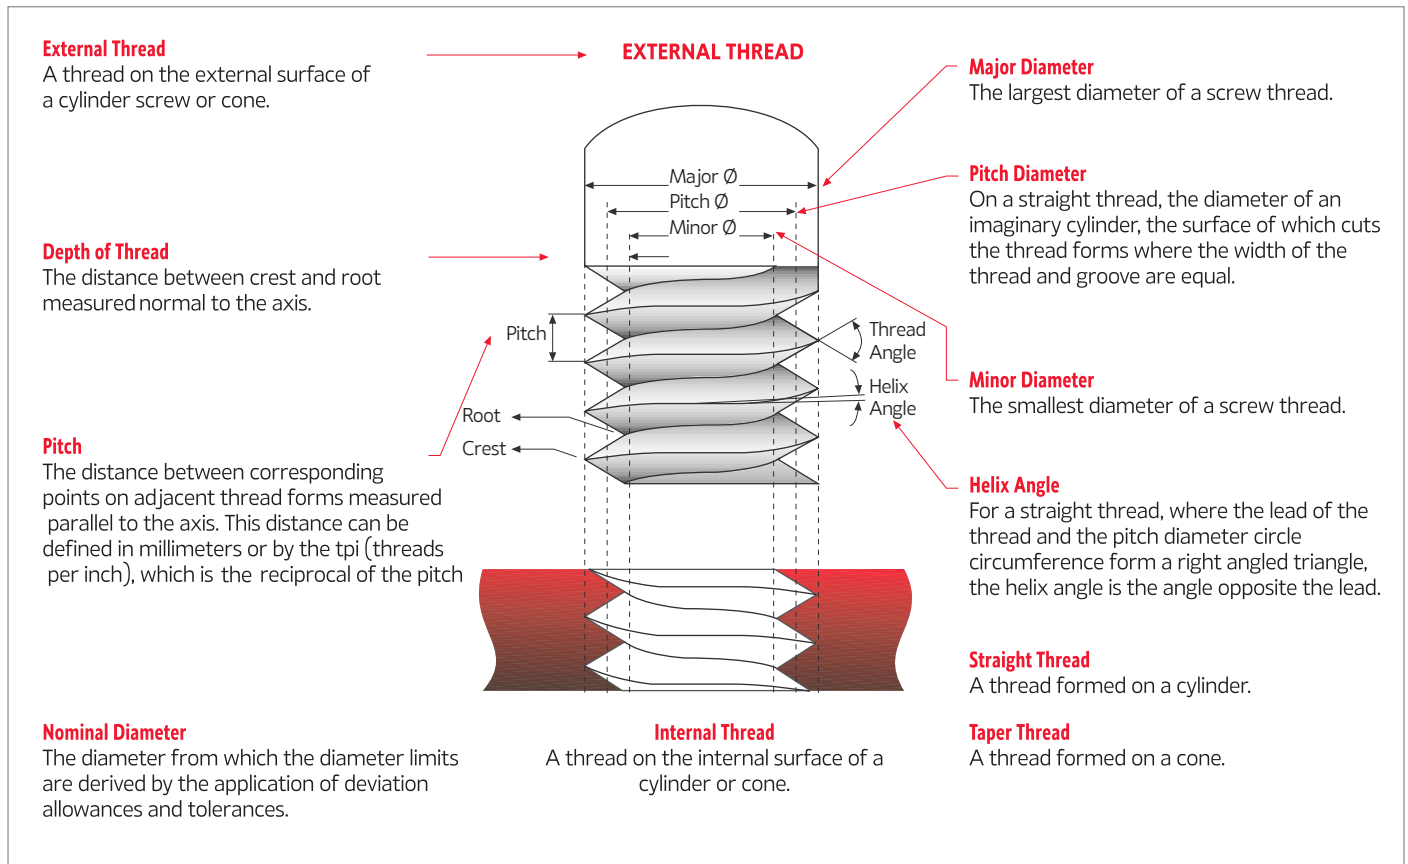 External Thread
A thread on the external surface of
a cylinder screw or cone.
EXTERNAL THREAD
Major Diameter
The largest diameter of a screw thread.
Major Ø
Pitch Ø
Minor Ø
Pitch Diameter
On a straight thread, the diameter of an
imaginary cylinder, the surface of which cuts
the thread forms where the width of the
thread and groove are equal.
Depth of Thread
The distance between crest and root
measured normal to the axis.
Pitch
Thread
Angle
Helix
Angle
Root
Crest
Minor Diameter
The smallest diameter of a screw thread.
Pitch
The distance between corresponding
points on adjacent thread forms measured
parallel to the axis. This distance can be
defined in millimeters or by the tpi (threads
per inch), which is the reciprocal of the pitch
Helix Angle
For a straight thread, where the lead of the
thread and the pitch diameter circle
circumference form a right angled triangle,
the helix angle is the angle opposite the lead.
Straight Thread
A thread formed on a cylinder.
Nominal Diameter
The diameter from which the diameter limits
are derived by the application of deviation
allowances and tolerances.
Internal Thread
A thread on the internal surface of a
cylinder or cone.
Taper Thread
A thread formed on a cone.